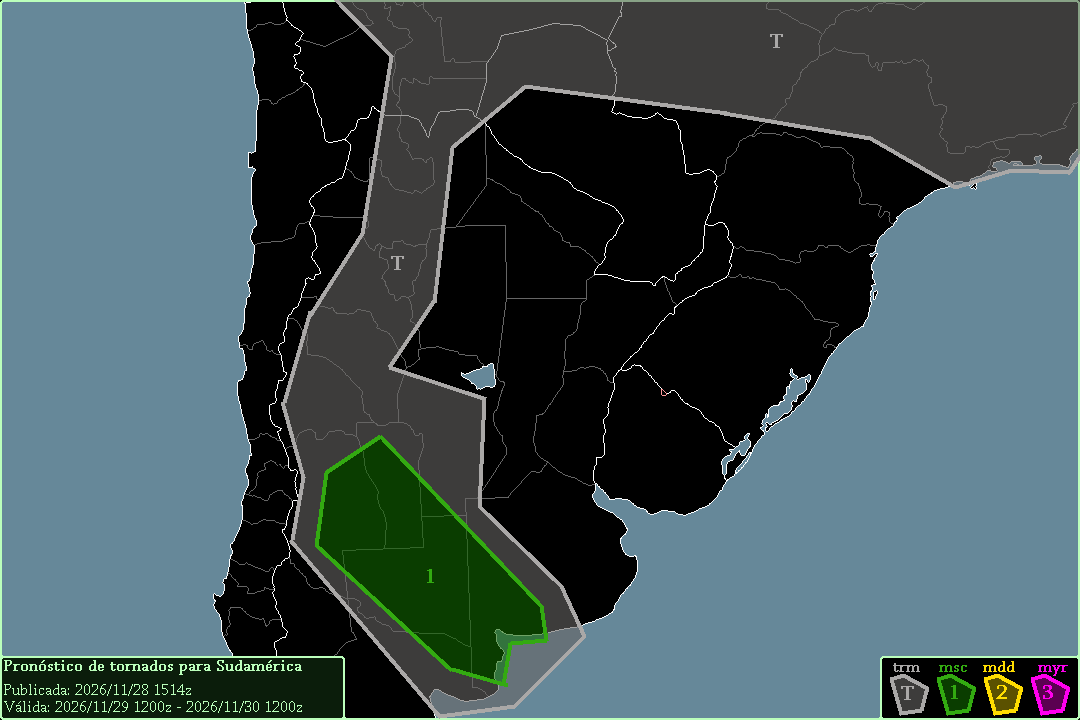 T
T
1
Pronóstico de tornados para Sudamérica
Publicada: 2026/11/28 1514z
Válida: 2026/11/29 1200z - 2026/11/30 1200z
trm msc mdd myr
T 1 2 3